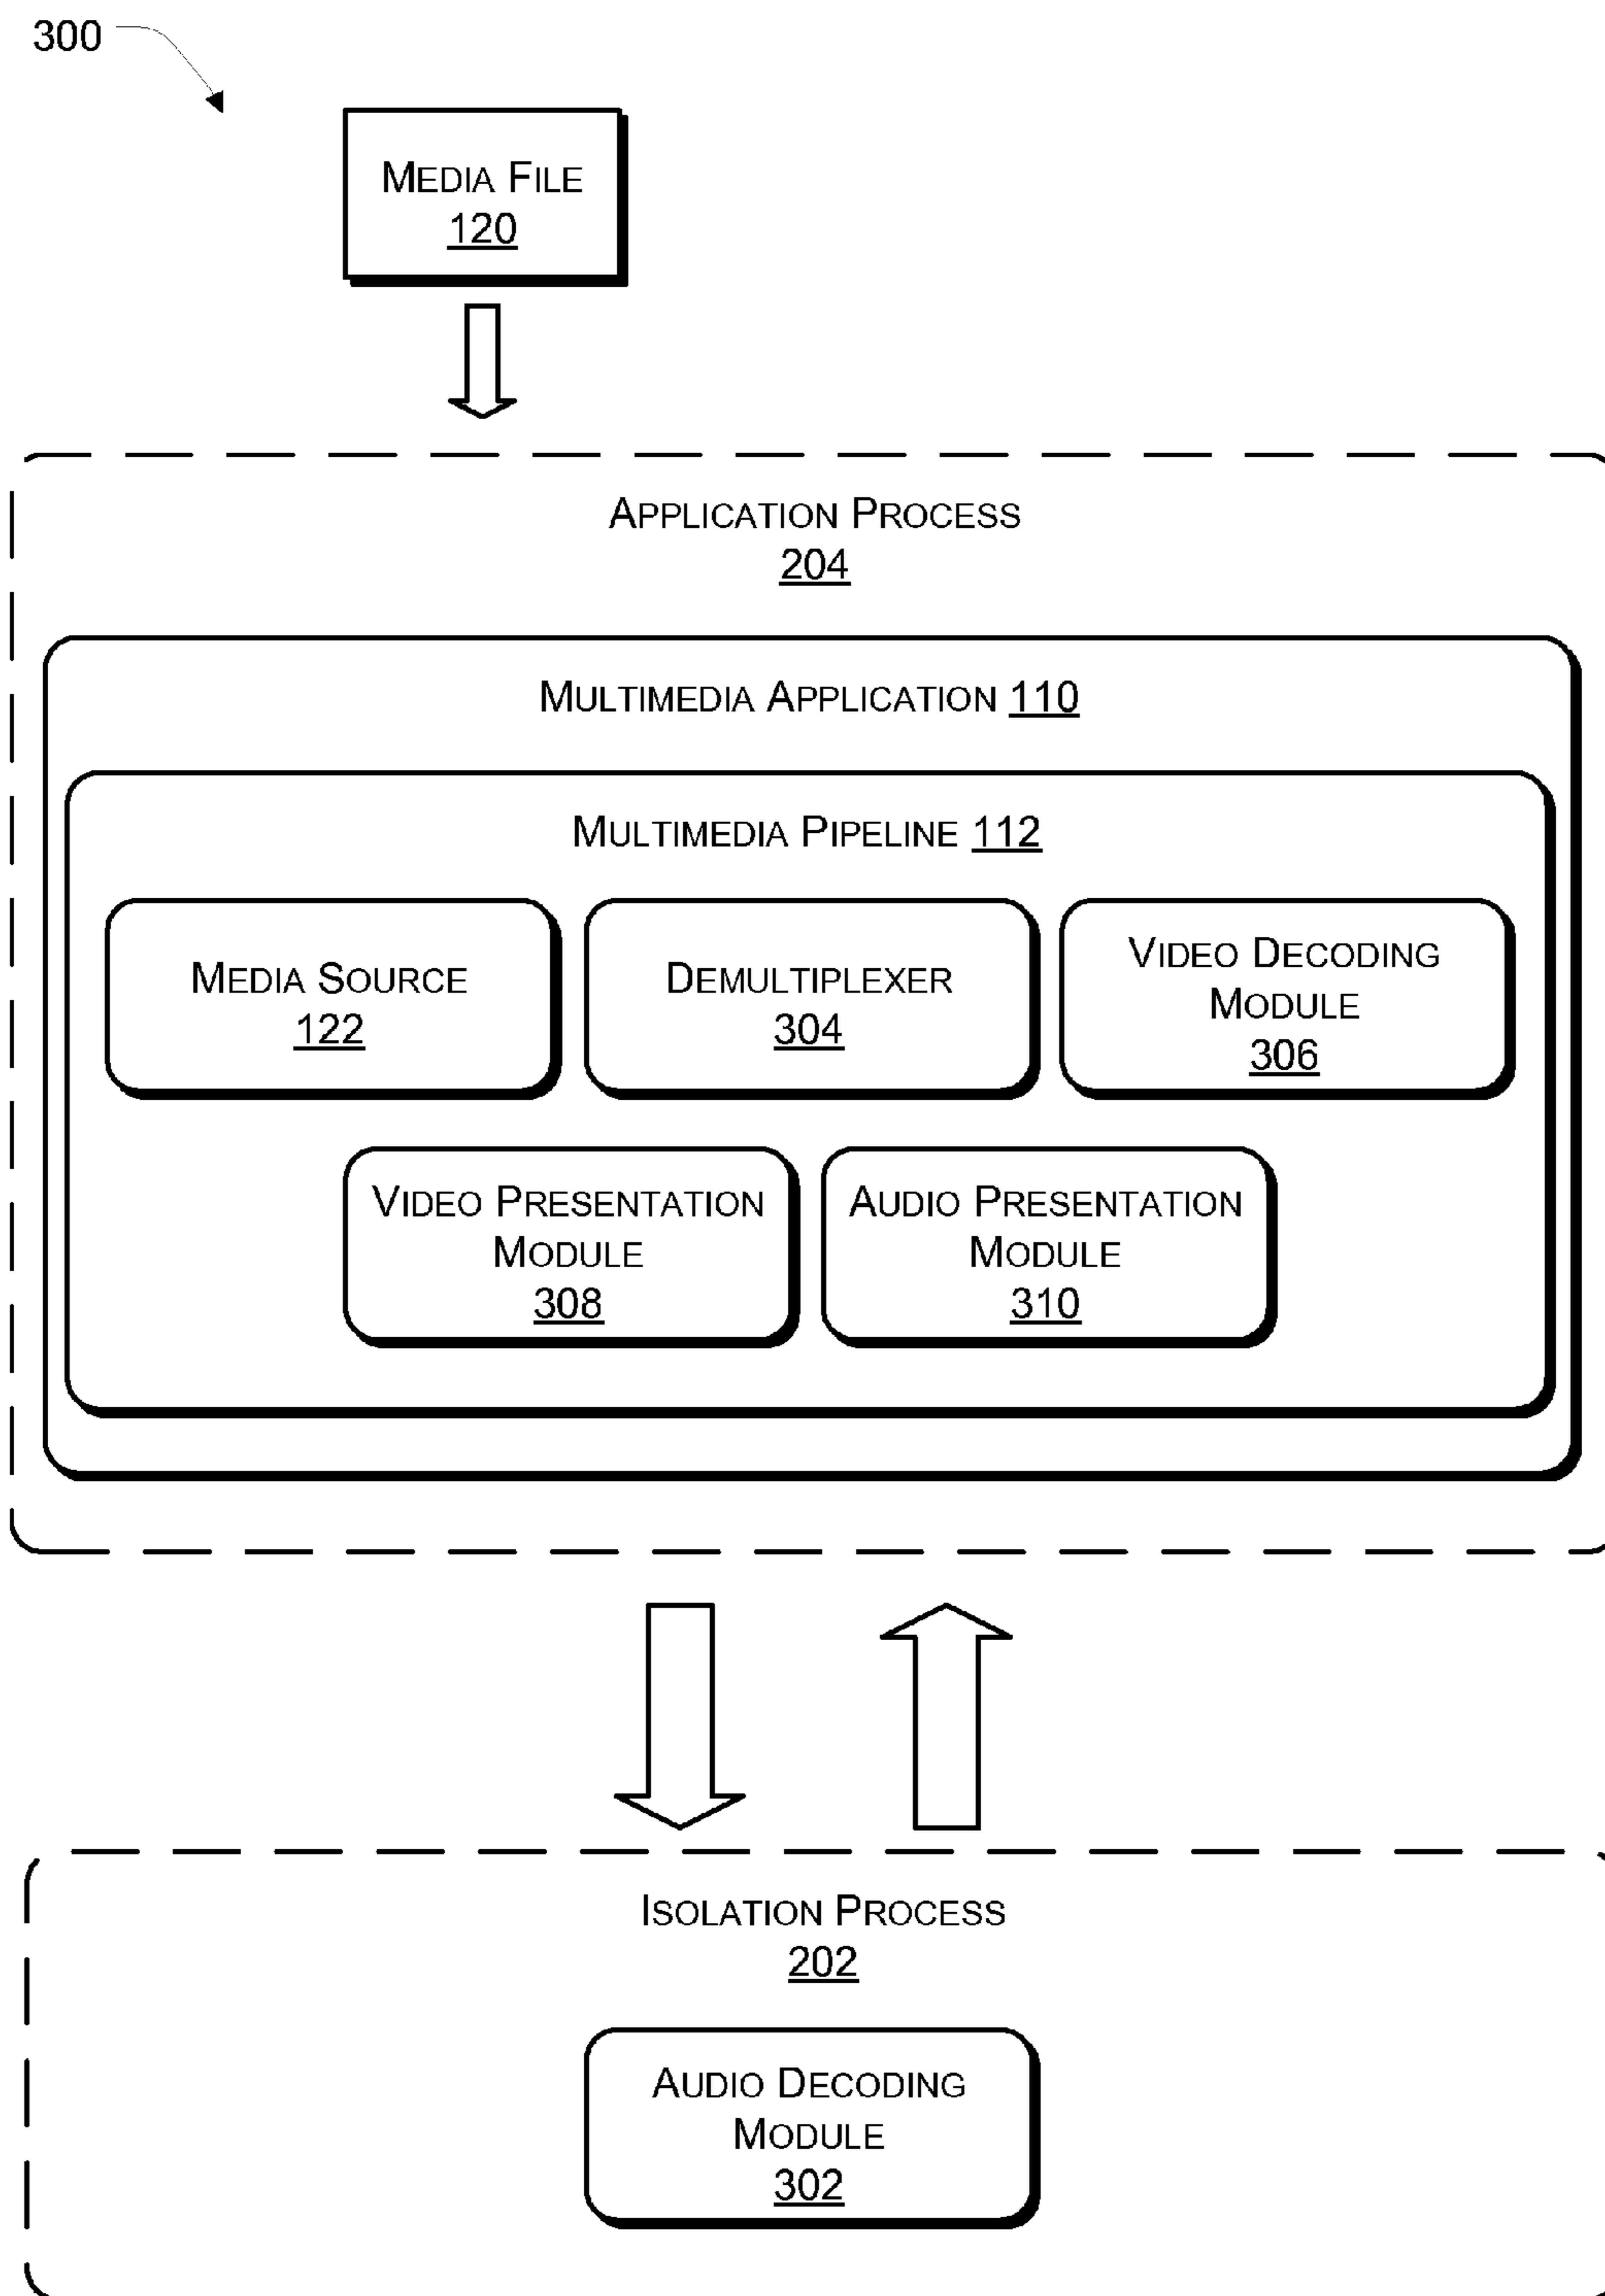 300
Media File
120
Application Process
204
Multimedia Application 110
Multimedia Pipeline 112
Media Source
122
Demultiplexer
304
Video Decoding
Module
306
Video Presentation
Module
308
Audio Presentation
Module
310
Isolation Process
202
Audio Decoding
Module
302